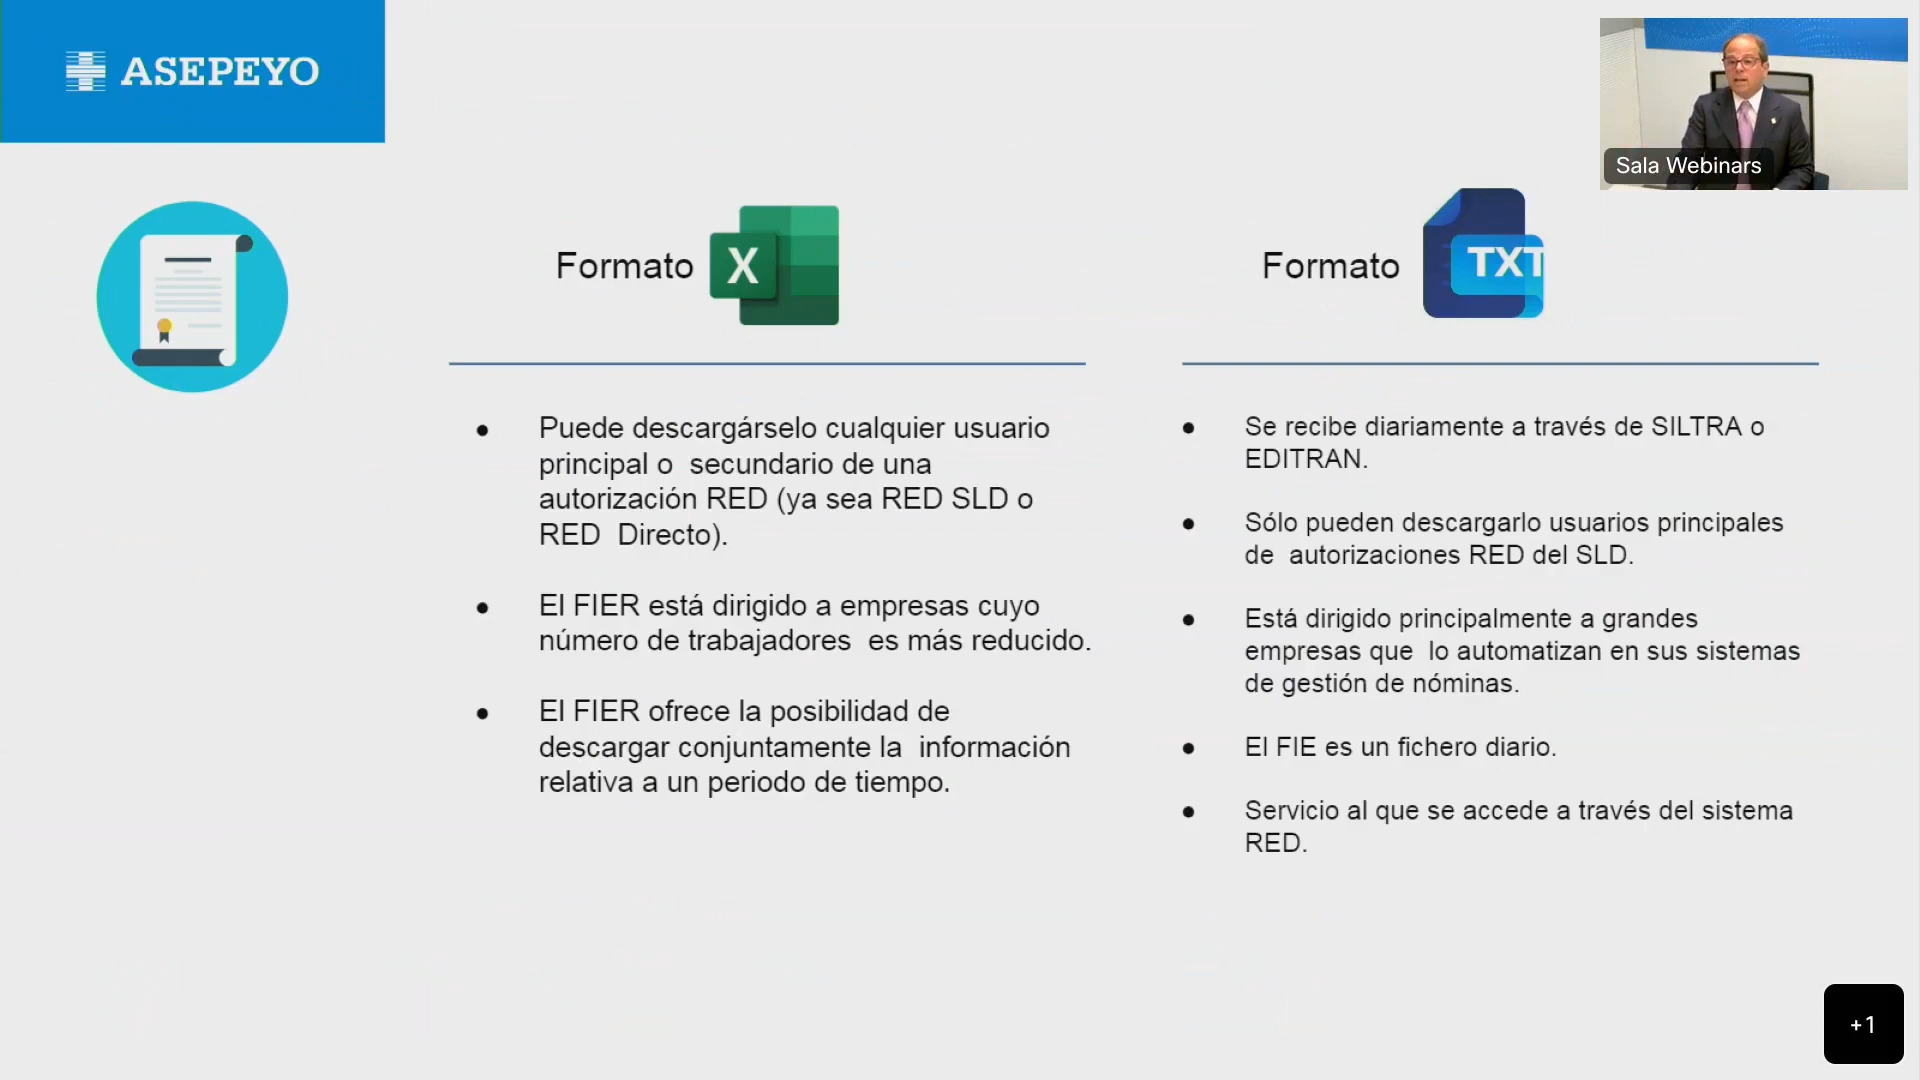 ASEPEYO
Sala Webinars
Formato X
● Puede descargárselo cualquier usuario
principal o secundario de una
autorización RED (ya sea RED SLD o
RED Directo).
● El FIER está dirigido a empresas cuyo
número de trabajadores es más reducido.
● El FIER ofrece la posibilidad de
descargar conjuntamente la información
relativa a un periodo de tiempo.
Formato TXT
● Se recibe diariamente a través de SILTRA o
EDITRAN.
● Sólo pueden descargarlo usuarios principales
de autorizaciones RED del SLD.
● Está dirigido principalmente a grandes
empresas que lo automatizan en sus sistemas
de gestión de nóminas.
● El FIE es un fichero diario.
● Servicio al que se accede a través del sistema
RED.
+1